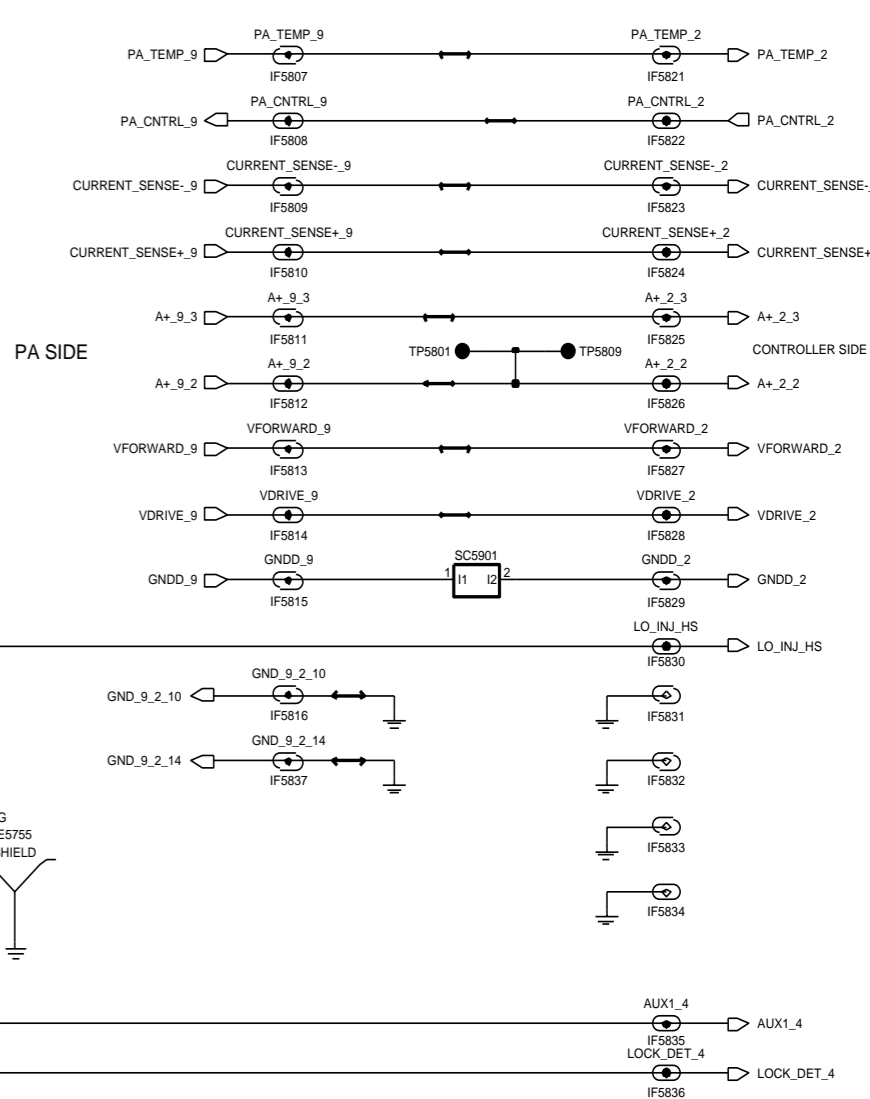 PA_TEMP_9 PA_TEMP_2
PA_TEMP_9 PA_TEMP_2
IF5807 IF5821
PA_CNTRL_9 PA_CNTRL_2
PA_CNTRL_9 PA_CNTRL_2
IF5808 IF5822
CURRENT_SENSE-_9 CURRENT_SENSE-_2
CURRENT_SENSE-_9 CURRENT_SENSE-_
IF5809 IF5823
CURRENT_SENSE+_9 CURRENT_SENSE+_2
CURRENT_SENSE+_9 CURRENT_SENSE+
IF5810 IF5824
A+_9_3 A+_2_3
A+_9_3 A+_2_3
IF5811 IF5825
PA SIDE TP5801 TP5809 CONTROLLER SIDE
A+_9_2 A+_2_2
A+_9_2 A+_2_2
IF5812 IF5826
VFORWARD_9 VFORWARD_2
VFORWARD_9 VFORWARD_2
IF5813 IF5827
VDRIVE_9 VDRIVE_2
VDRIVE_9 VDRIVE_2
IF5814 IF5828
GNDD_9 SC5901 GNDD_2
GNDD_9 1 I1 I2 2 GNDD_2
IF5815 IF5829
LO_INJ_HS
LO_INJ_HS
IF5830
GND_9_2_10
GND_9_2_10
IF5816 IF5831
GND_9_2_14
GND_9_2_14
IF5837 IF5832
G
E5755
HIELD
IF5833
IF5834
AUX1_4
AUX1_4
IF5835
LOCK_DET_4
LOCK_DET_4
IF5836